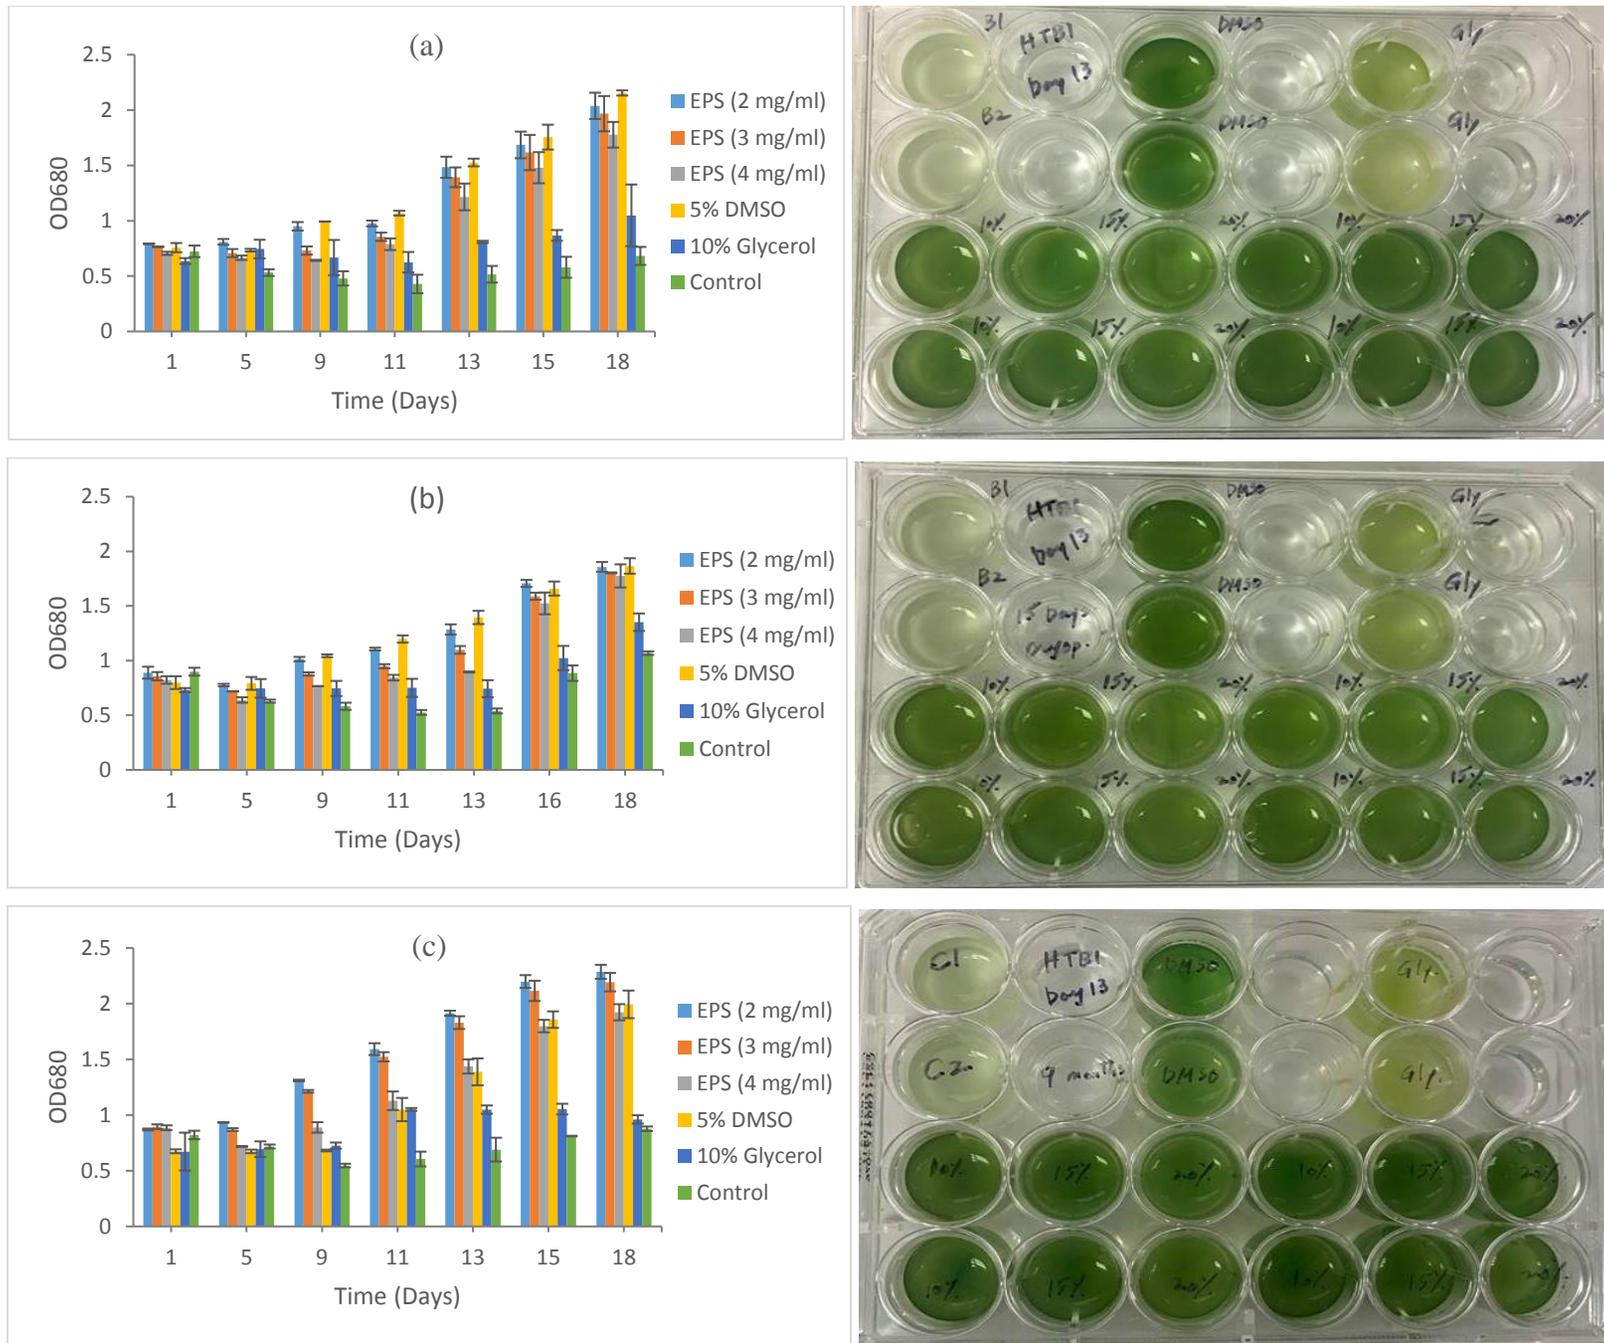 (a)
2.5
2
1.5
1
0.5
0
OD680
1 5 9 11 13 15 18
Time (Days)
EPS (2 mg/ml)
EPS (3 mg/ml)
EPS (4 mg/ml)
5% DMSO
10% Glycerol
Control
B1 HTB1 DMSO Gly
Day 13
B2 DMSO Gly
10% 15% 20% 10% 15% 20%
10% 15% 20% 10% 15% 20%
(b)
2.5
2
1.5
1
0.5
0
OD680
1 5 9 11 13 16 18
Time (Days)
EPS (2 mg/ml)
EPS (3 mg/ml)
EPS (4 mg/ml)
5% DMSO
10% Glycerol
Control
B1 HTB1 DMSO Gly
Day 13
B2 DMSO Gly
15 Days
10% 15% 20% 10% 15% 20%
10% 15% 20% 10% 15% 20%
(c)
2.5
2
1.5
1
0.5
0
OD680
1 5 9 11 13 15 18
Time (Days)
EPS (2 mg/ml)
EPS (3 mg/ml)
EPS (4 mg/ml)
5% DMSO
10% Glycerol
Control
C1 HTB1 DMSO Gly.
Day 13
C2 9 months DMSO Gly.
10% 15% 20% 10% 15% 20%
10% 15% 20% 10% 15% 20%